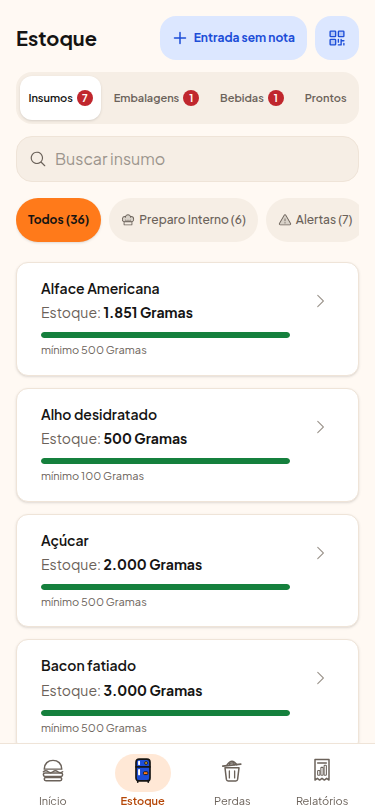 Estoque
Entrada sem nota
Insumos 7 Embalagens 1 Bebidas 1 Prontos
Buscar insumo
Todos (36) Preparo Interno (6) Alertas (7)
Alface Americana
Estoque: 1.851 Gramas
mínimo 500 Gramas
Alho desidratado
Estoque: 500 Gramas
mínimo 100 Gramas
Açúcar
Estoque: 2.000 Gramas
mínimo 500 Gramas
Bacon fatiado
Estoque: 3.000 Gramas
mínimo 500 Gramas
Início Estoque Perdas Relatórios